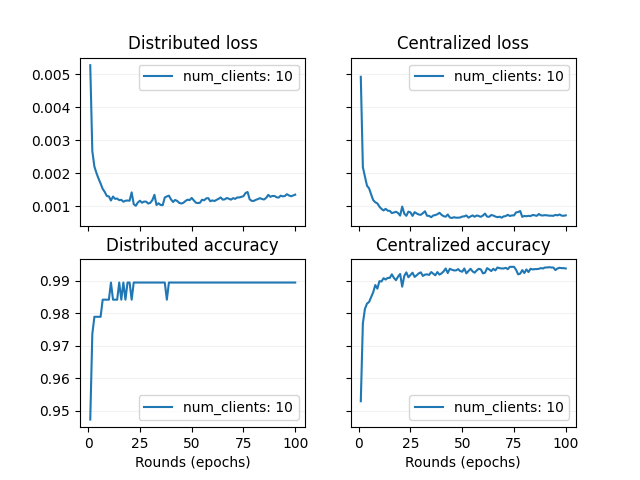 Distributed loss
Centralized loss
0.005
0.004
0.003
0.002
0.001
num_clients: 10
num_clients: 10
Distributed accuracy
Centralized accuracy
0.99
0.98
0.97
0.96
0.95
num_clients: 10
num_clients: 10
0 25 50 75 100
0 25 50 75 100
Rounds (epochs)
Rounds (epochs)